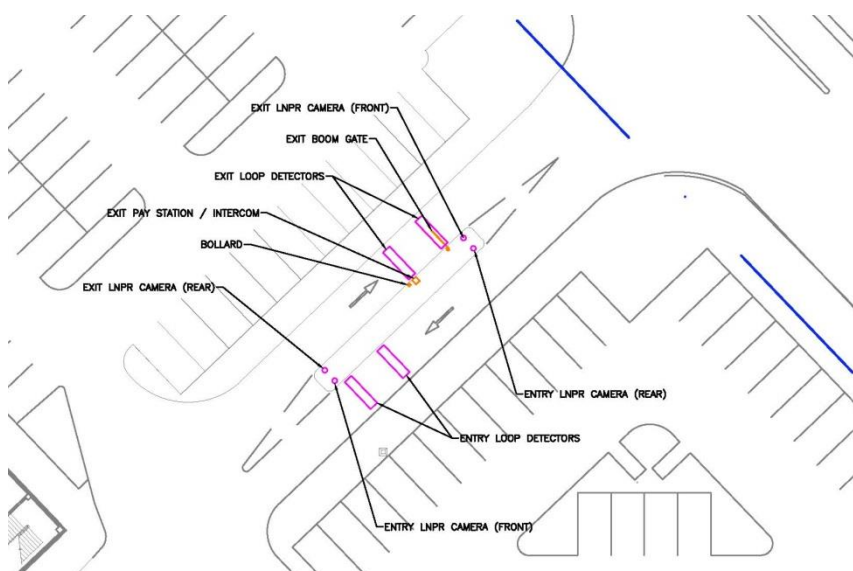 EXIT LNPR CAMERA (FRONT)
EXIT BOOM GATE
EXIT LOOP DETECTORS
EXIT PAY STATION / INTERCOM
BOLLARD
EXIT LNPR CAMERA (REAR)
ENTRY LNPR CAMERA (REAR)
ENTRY LOOP DETECTORS
ENTRY LNPR CAMERA (FRONT)